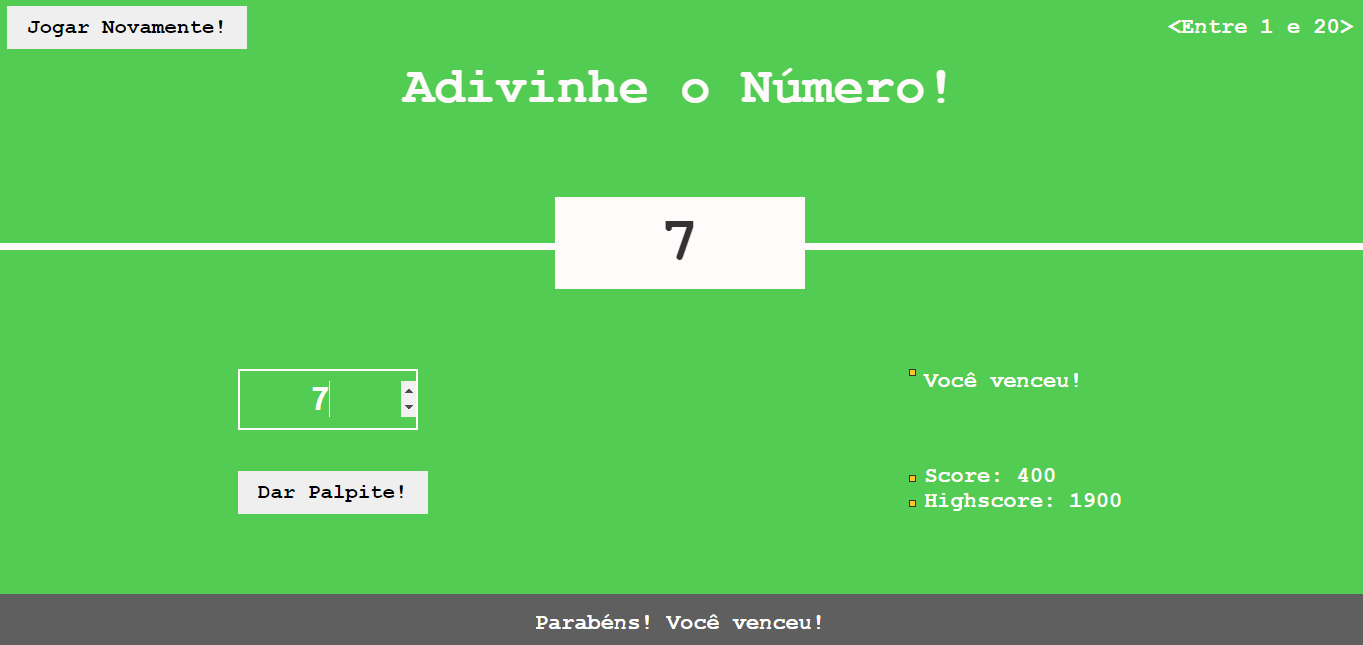 Jogar Novamente!
<Entre 1 e 20>
Adivinhe o Número!
7
7
Você venceu!
Dar Palpite!
Score: 400
Highscore: 1900
Parabéns! Você venceu!